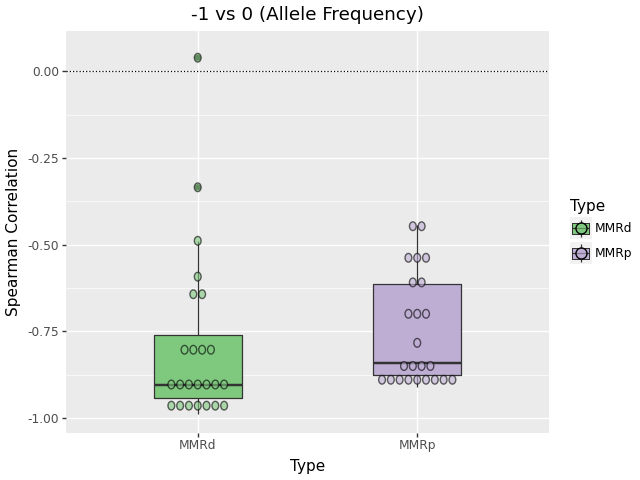 -1 vs 0 (Allele Frequency)
Spearman Correlation
0.00
-0.25
-0.50
-0.75
-1.00
MMRd
MMRp
Type
Type
MMRd
MMRp